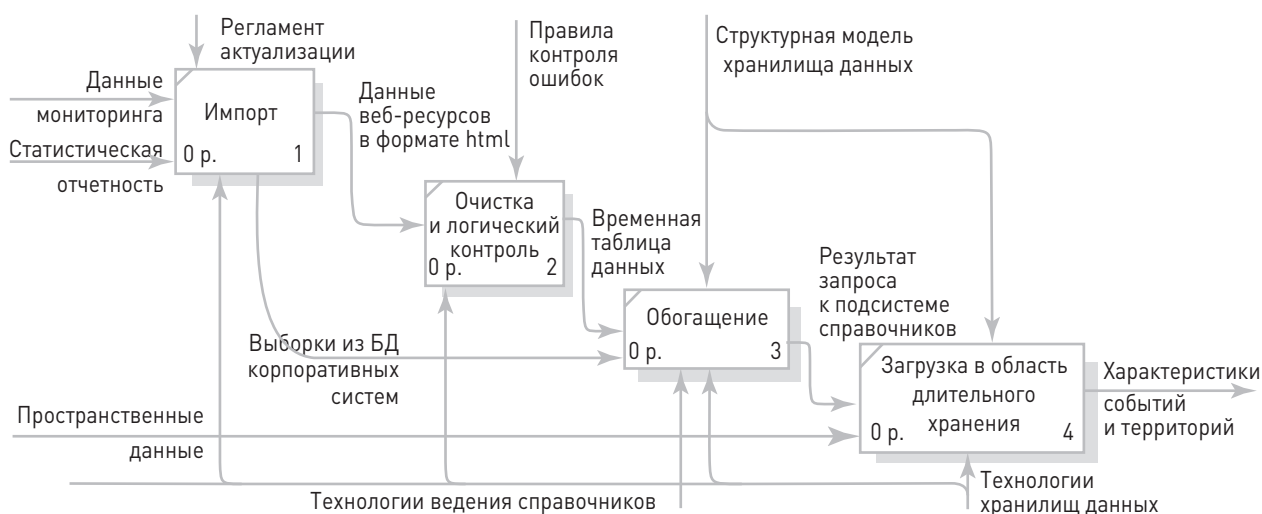 Регламент
актуализации
Правила
контроля
ошибок
Структурная модель
хранилища данных
Данные
мониторинга
Статистическая
отчетность
Импорт
0 р. 1
Данные
веб-ресурсов
в формате html
Очистка
и логический
контроль
0 р. 2
Временная
таблица
данных
Обогащение
0 р. 3
Результат
запроса
к подсистеме
справочников
Выборки из БД
корпоративных
систем
Загрузка в область
длительного
хранения
0 р. 4
Характеристики
событий
и территорий
Пространственные
данные
Технологии ведения справочников
Технологии
хранилищ данных